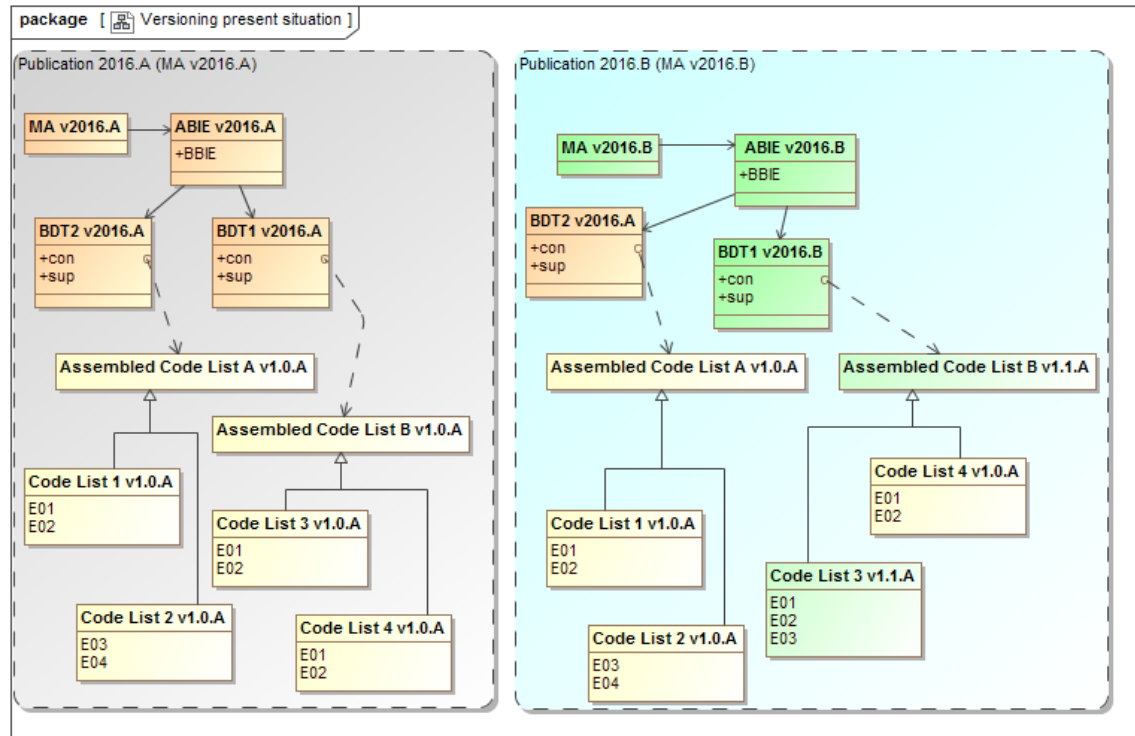 package [ Versioning present situation ]
Publication 2016.A (MA v2016.A)
MA v2016.A
ABIE v2016.A
+BBIE
BDT2 v2016.A
+con
+sup
BDT1 v2016.A
+con
+sup
Assembled Code List A v1.0.A
Assembled Code List B v1.0.A
Code List 1 v1.0.A
E01
E02
Code List 3 v1.0.A
E01
E02
Code List 2 v1.0.A
E03
E04
Code List 4 v1.0.A
E01
E02
Publication 2016.B (MA v2016.B)
MA v2016.B
ABIE v2016.B
+BBIE
BDT2 v2016.A
+con
+sup
BDT1 v2016.B
+con
+sup
Assembled Code List A v1.0.A
Assembled Code List B v1.1.A
Code List 4 v1.0.A
E01
E02
Code List 1 v1.0.A
E01
E02
Code List 3 v1.1.A
E01
E02
E03
Code List 2 v1.0.A
E03
E04